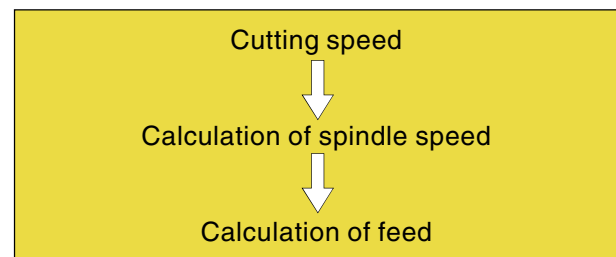 Cutting speed
Calculation of spindle speed
Calculation of feed